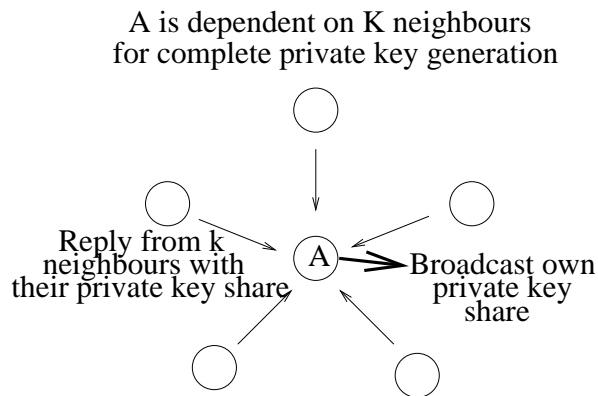 A is dependent on K neighbours
for complete private key generation
Reply from k
neighbours with
their private key share
A
Broadcast own
private key
share